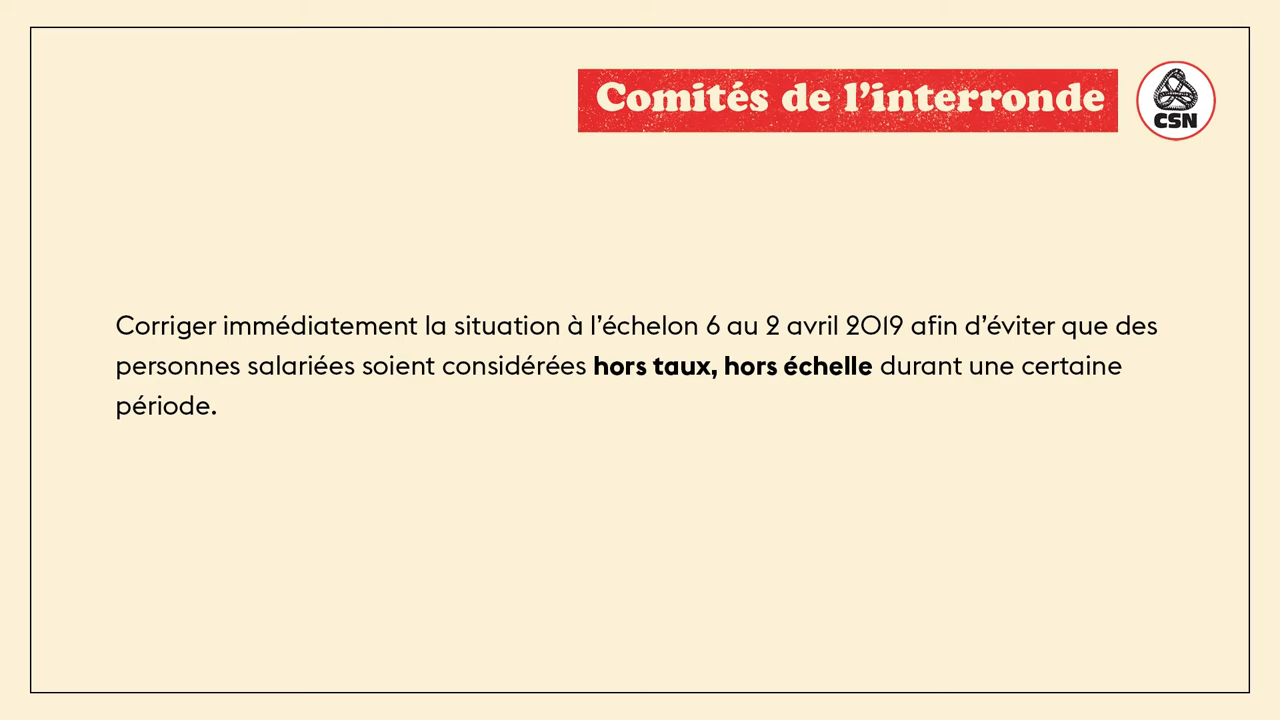 Comités de l’interronde
CSN
Corriger immédiatement la situation à l’échelon 6 au 2 avril 2019 afin d’éviter que des
personnes salariées soient considérées hors taux, hors échelle durant une certaine
période.